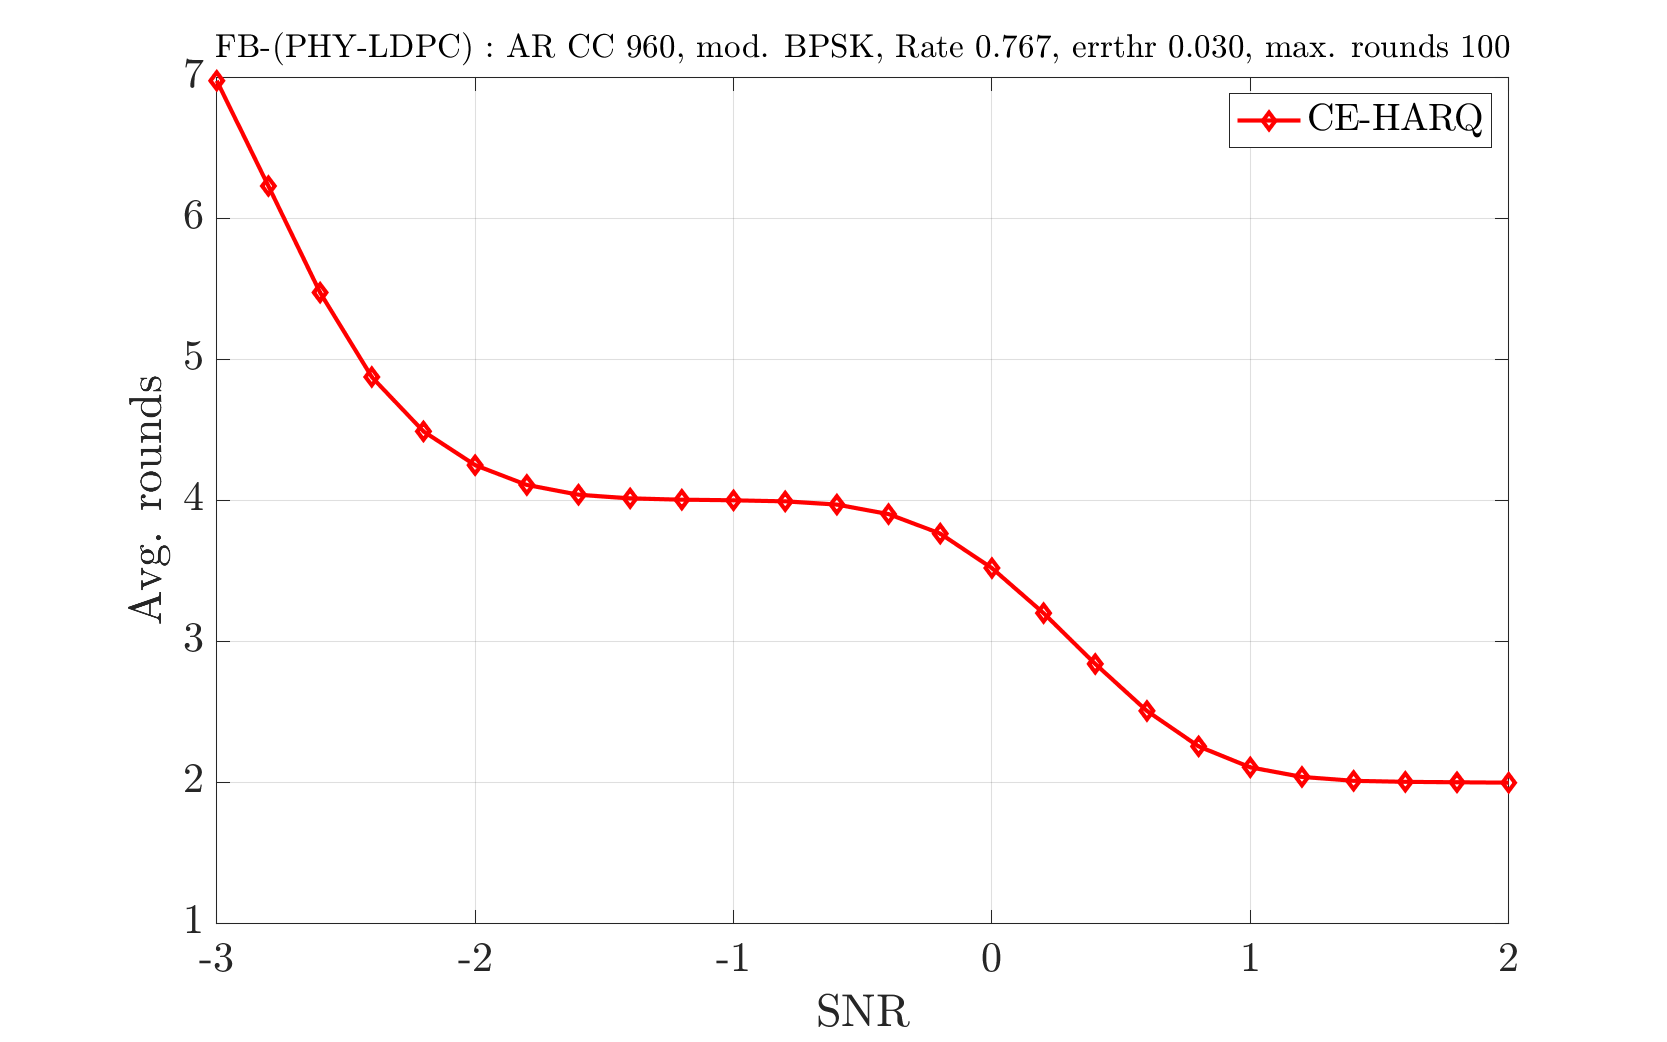 FB-(PHY-LDPC) : AR CC 960, mod. BPSK, Rate 0.767, errthr 0.030, max. rounds 100
CE-HARQ
7
6
5
4
3
2
1
Avg. rounds
-3 -2 -1 0 1 2
SNR